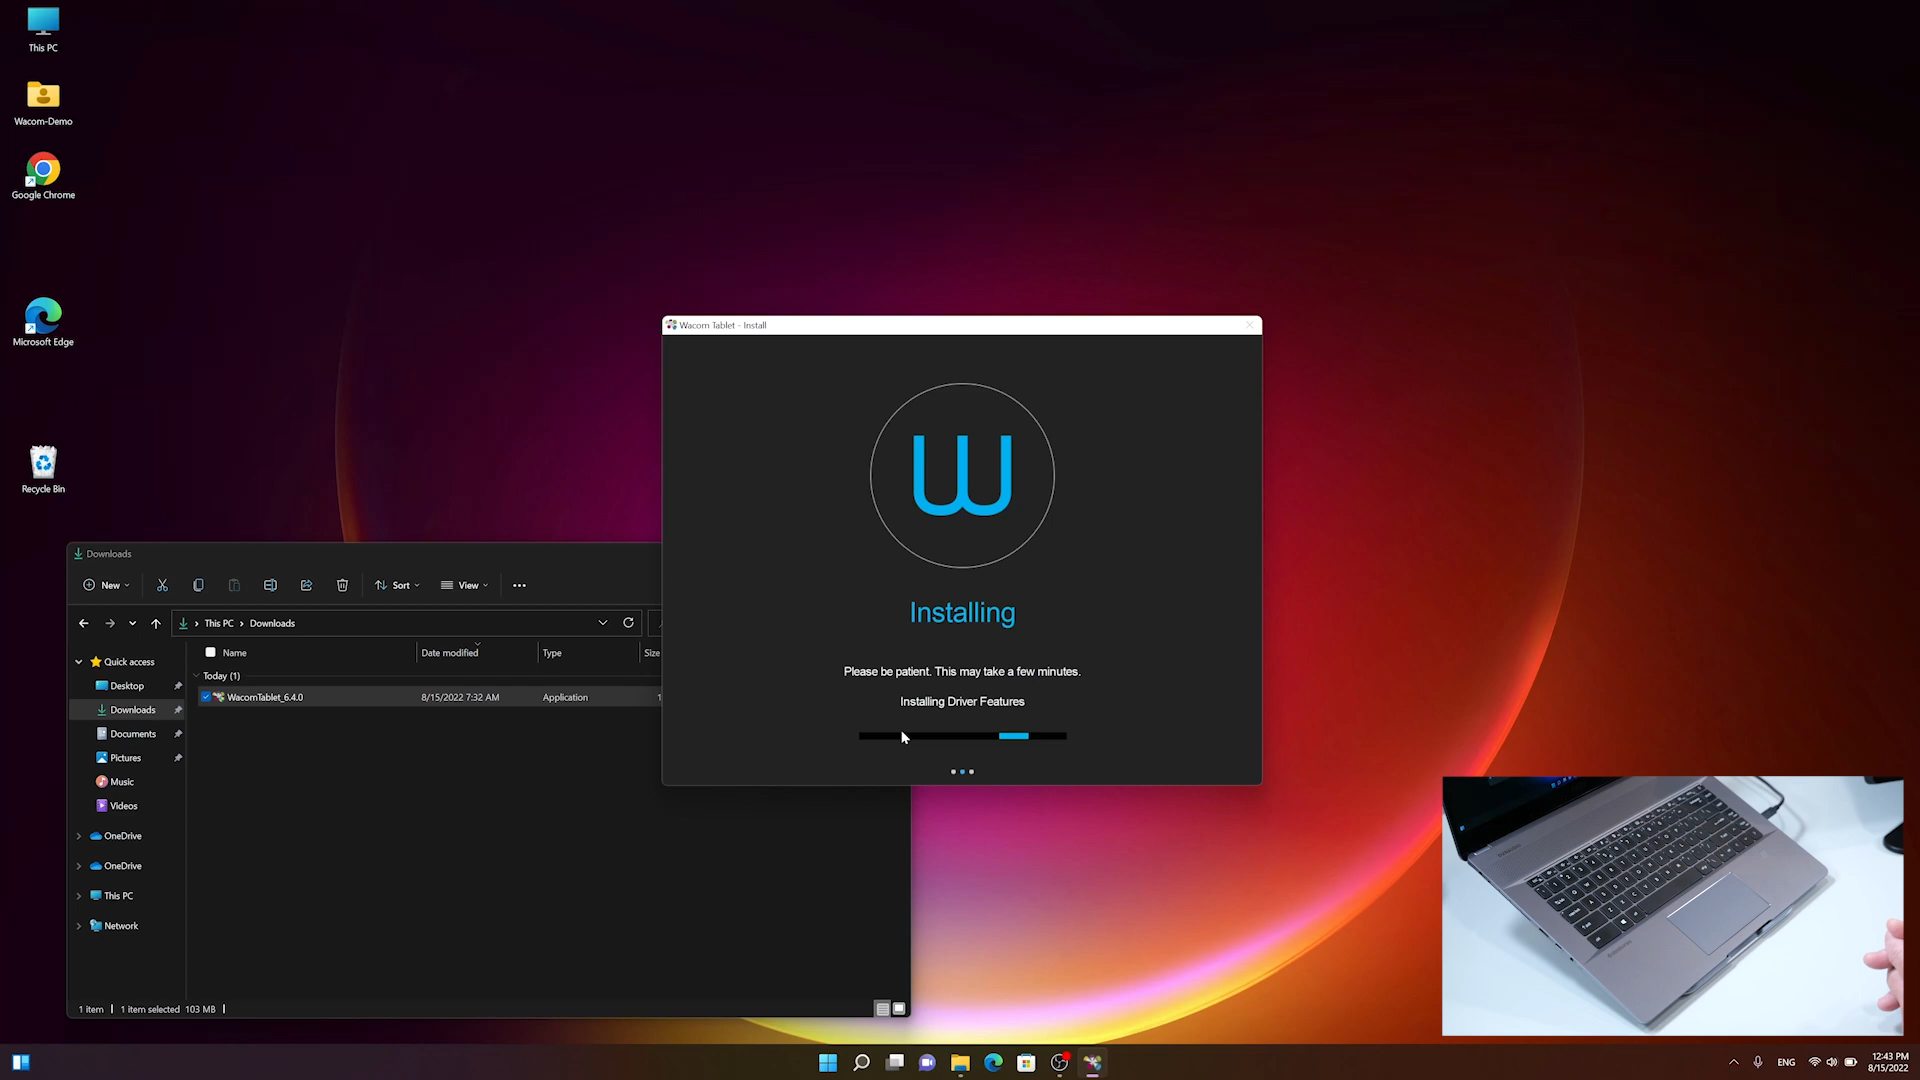 This PC
Wacom-Demo
Google Chrome
Microsoft Edge
Recycle Bin
Wacom Tablet - Install
W
Installing
Please be patient. This may take a few minutes.
Installing Driver Features
Downloads
New
Sort
View
This PC > Downloads
Name
Date modified
Type
Size
Today (1)
WacomTablet_6.4.0
8/15/2022 7:32 AM
Application
1
Quick access
Desktop
Downloads
Documents
Pictures
Music
Videos
OneDrive
OneDrive
This PC
Network
1 item
1 item selected 103 MB
ENG
12:43 PM
8/15/2022